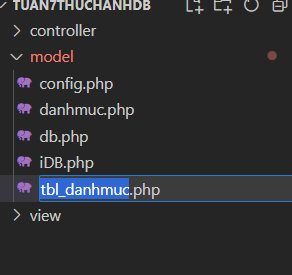 TUAN7THUCHANHDB
controller
model
config.php
danhmuc.php
db.php
iDB.php
tbl_danhmuc.php
view